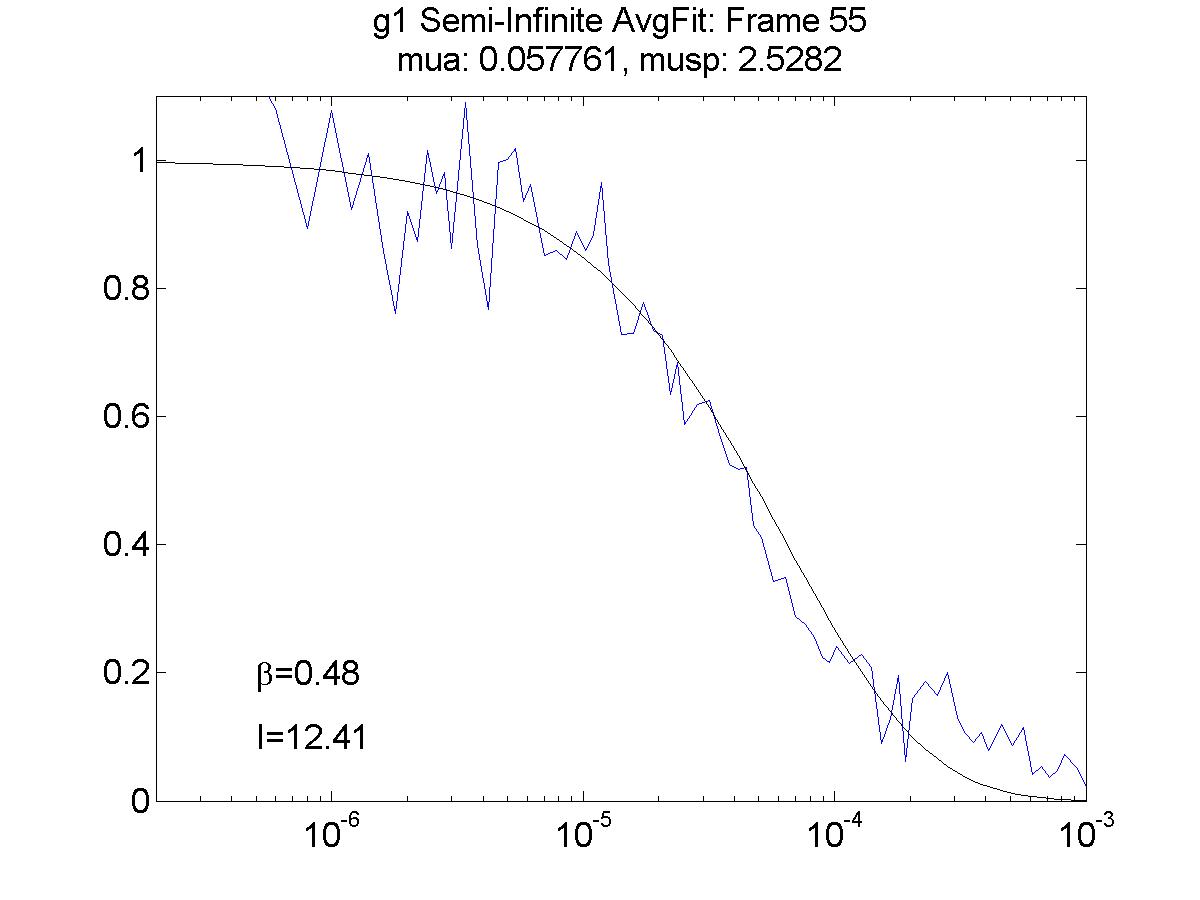 g1 Semi-Infinite AvgFit: Frame 55
mua: 0.057761, musp: 2.5282
1
0.8
0.6
0.4
0.2
0
β=0.48
I=12.41
10^-6
10^-5
10^-4
10^-3